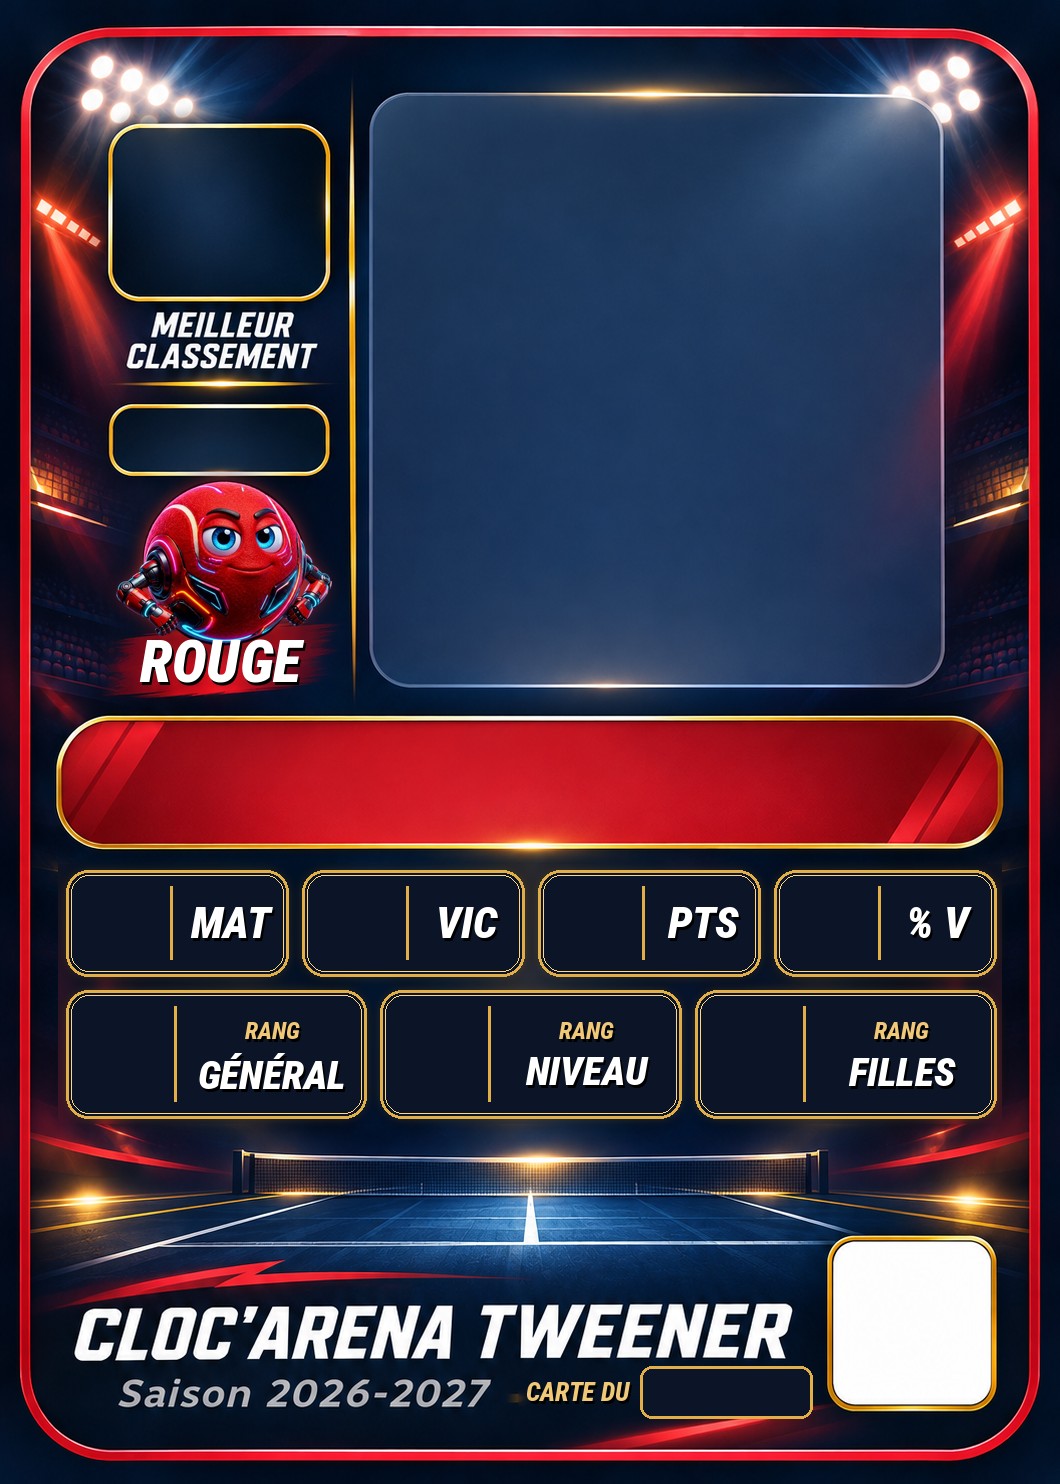 MEILLEUR
CLASSEMENT
ROUGE
MAT
VIC
PTS
% V
RANG
GÉNÉRAL
RANG
NIVEAU
RANG
FILLES
CLOC'ARENA TWEENER
Saison 2026-2027
CARTE DU